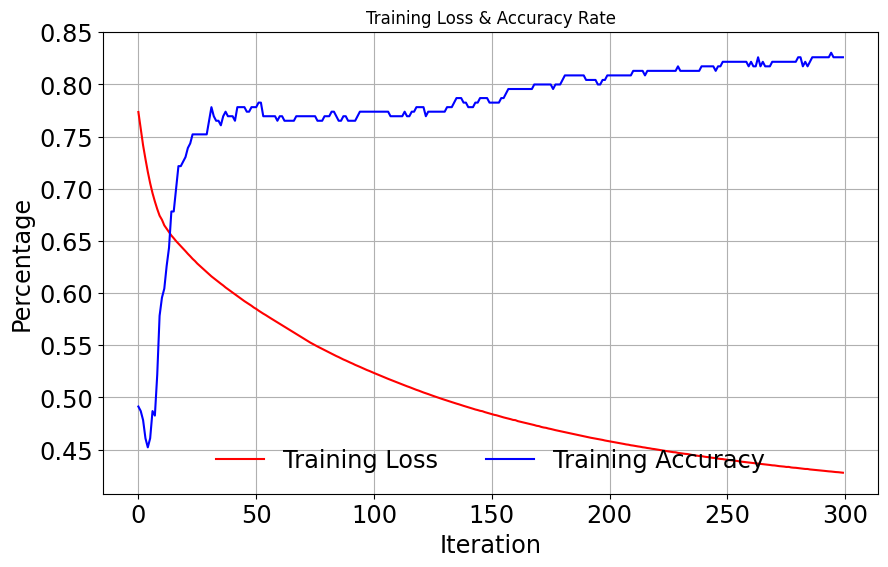 Training Loss & Accuracy Rate
0.85
0.80
0.75
0.70
0.65
0.60
0.55
0.50
0.45
Percentage
Training Loss Training Accuracy
0 50 100 150 200 250 300
Iteration